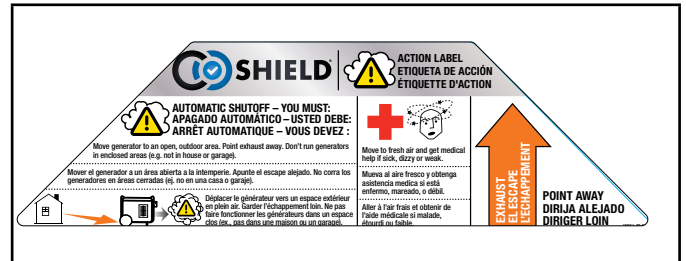 CO SHIELD®
ACTION LABEL
ETIQUETA DE ACCIÓN
ÉTIQUETTE D'ACTION
AUTOMATIC SHUTOFF – YOU MUST:
APAGADO AUTOMÁTICO – USTED DEBE:
ARRÊT AUTOMATIQUE – VOUS DEVEZ :
Move generator to an open, outdoor area. Point exhaust away. Don't run generators
in enclosed areas (e.g. not in house or garage).
Mover el generador a un área abierta a la intemperie. Apunte el escape alejado. No corra los
generadores en áreas cerradas (ej. no en una casa o garaje).
Déplacer le générateur vers un espace extérieur
en plein air. Garder l'échappement loin. Ne pas
faire fonctionner les générateurs dans un espace
clos (ex., pas dans une maison ou un garage).
Move to fresh air and get medical
help if sick, dizzy or weak.
Mueva al aire fresco y obtenga
asistencia medica si está
enfermo, mareado, o débil.
Aller à l'air frais et obtenir de
l'aide médicale si malade,
étourdi ou faible.
EXHAUST
EL ESCAPE
L'ÉCHAPPEMENT
POINT AWAY
DIRIJA ALEJADO
DIRIGER LOIN